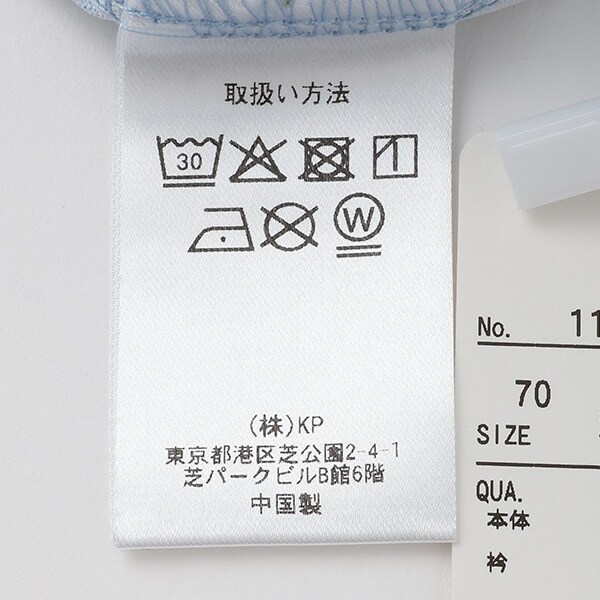 取扱い方法
30
W
(株)KP
東京都港区芝公園2-4-1
芝パークビルB館6階
中国製
No. 11
70
SIZE
QUA.
本体
衿